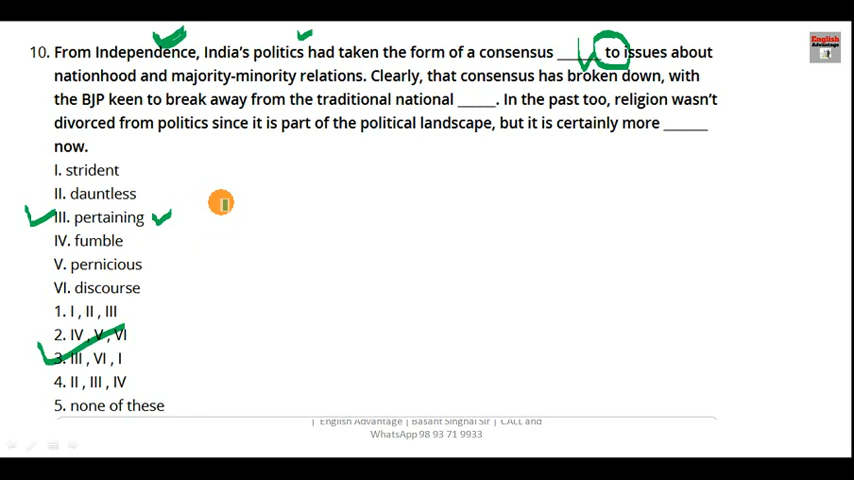 English
Advantage
10. From Independence, India's politics had taken the form of a consensus ______ to issues about
nationhood and majority-minority relations. Clearly, that consensus has broken down, with
the BJP keen to break away from the traditional national _____. In the past too, religion wasn't
divorced from politics since it is part of the political landscape, but it is certainly more ______
now.
I. strident
II. dauntless
III. pertaining
IV. fumble
V. pernicious
VI. discourse
1. I , II , III
2. IV , V , VI
3. III , VI , I
4. II , III , IV
5. none of these
| English Advantage | Basant Singhai Sir | CALL and
WhatsApp 98 93 71 9933